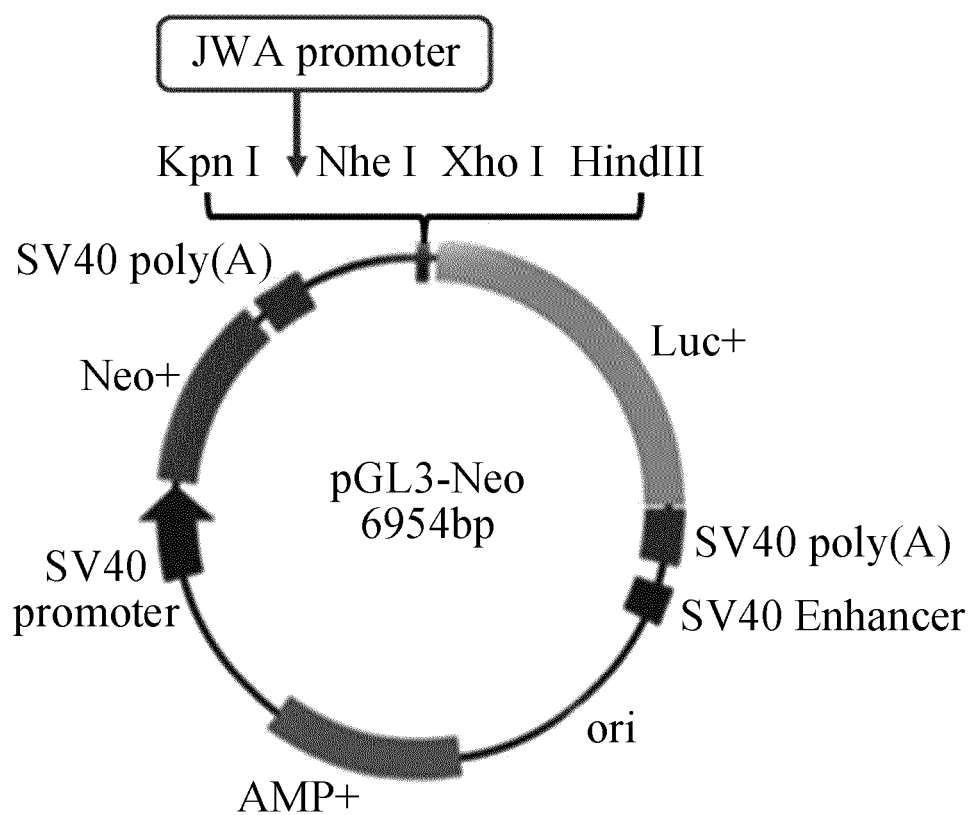 JWA promoter
Kpn I Nhe I Xho I HindIII
SV40 poly(A)
Neo+
Luc+
pGL3-Neo
6954bp
SV40
promoter
SV40 poly(A)
SV40 Enhancer
ori
AMP+